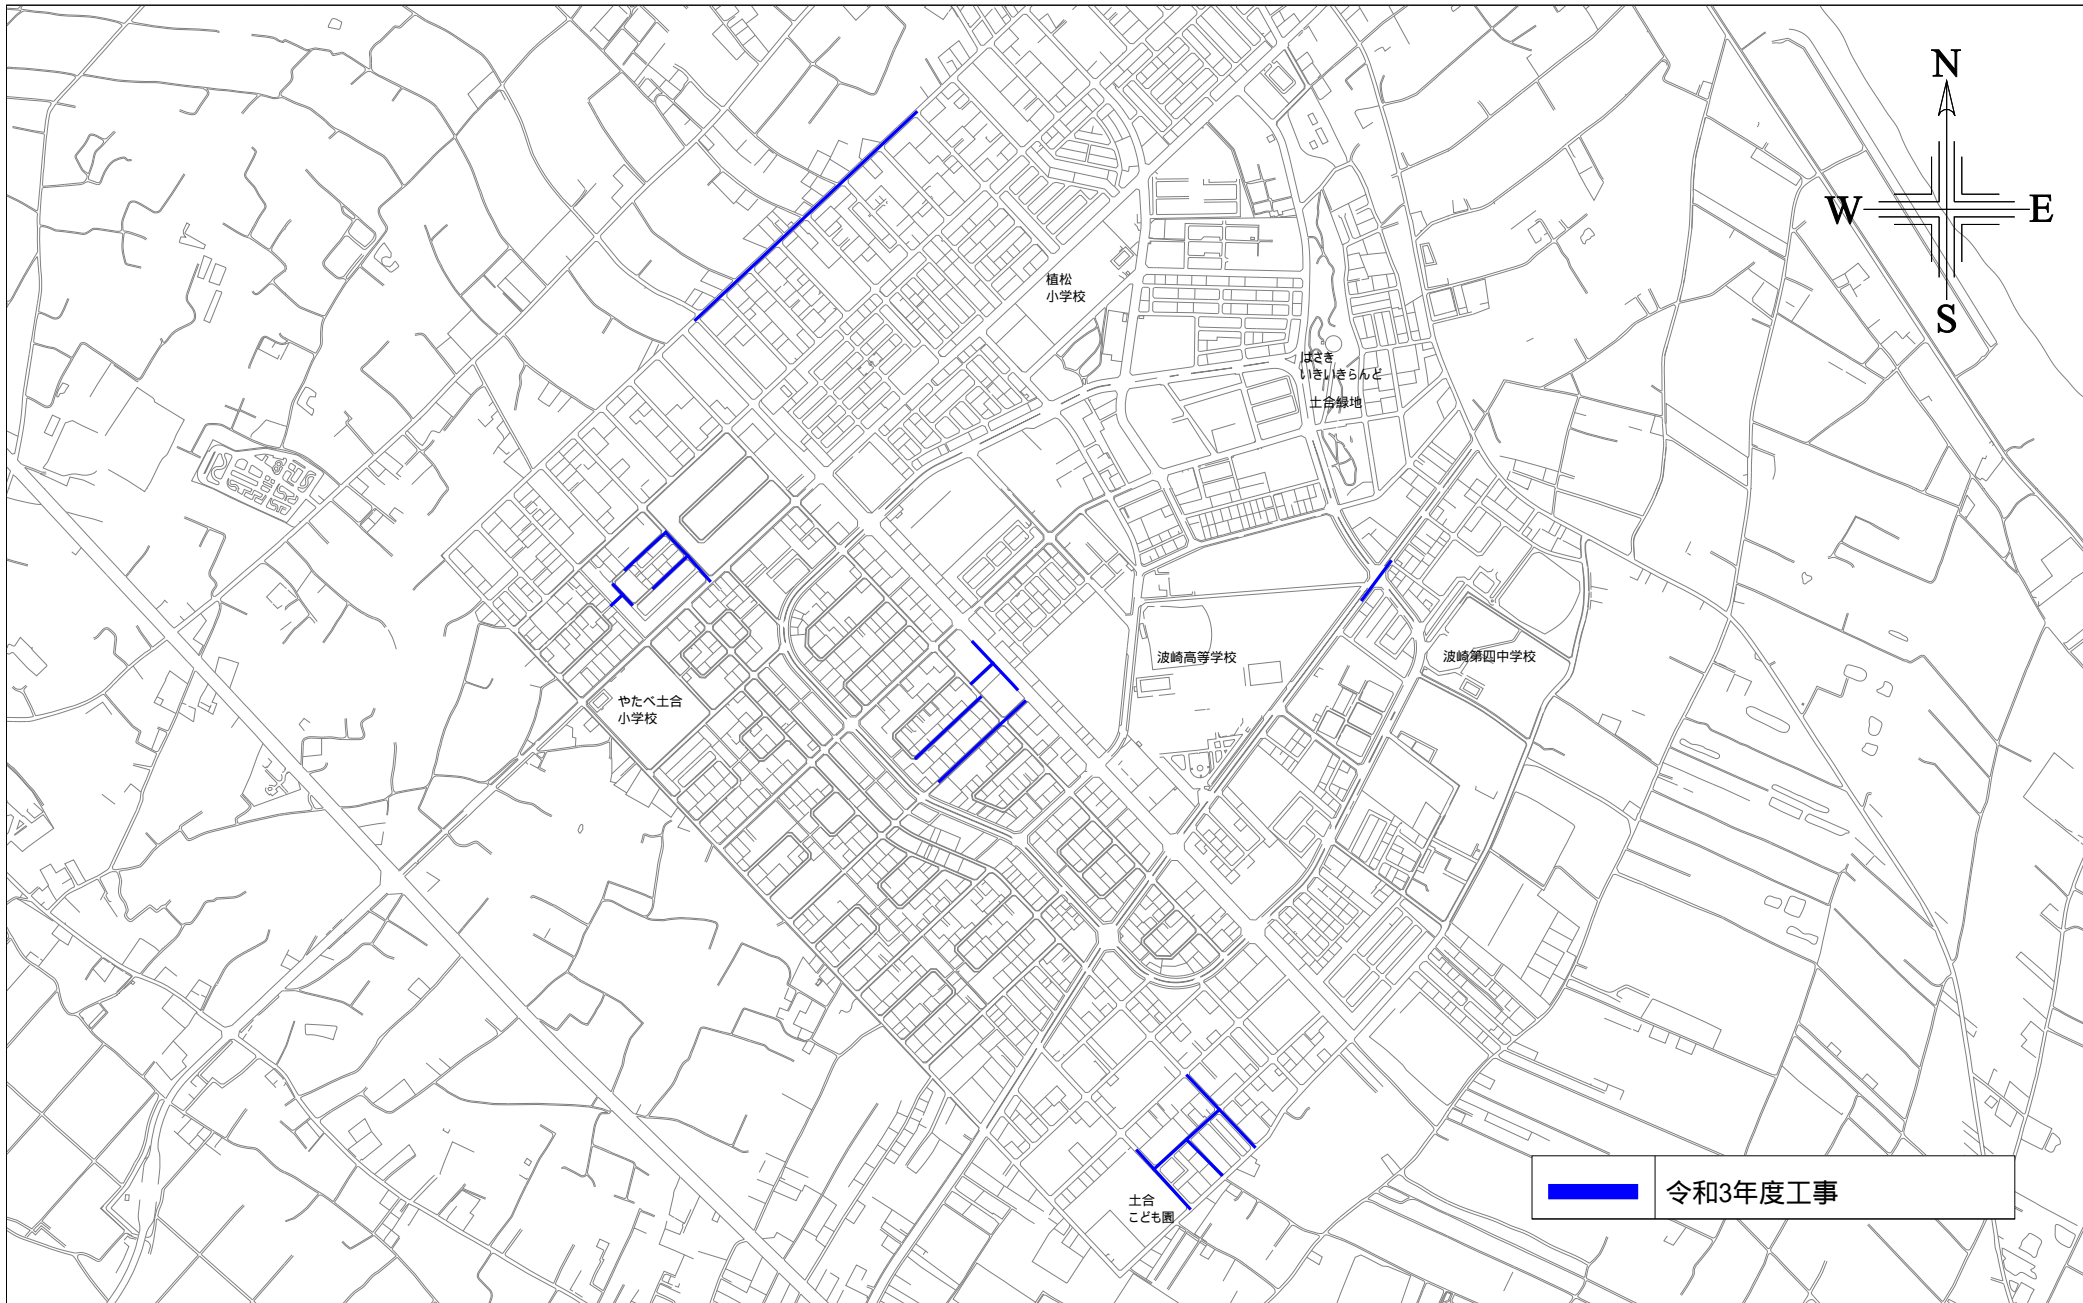 N
W
E
S
植松
小学校
はさき
いきいきらんど
土合緑地
波崎高等学校
波崎第四中学校
やたべ土合
小学校
土合
こども園
令和3年度工事